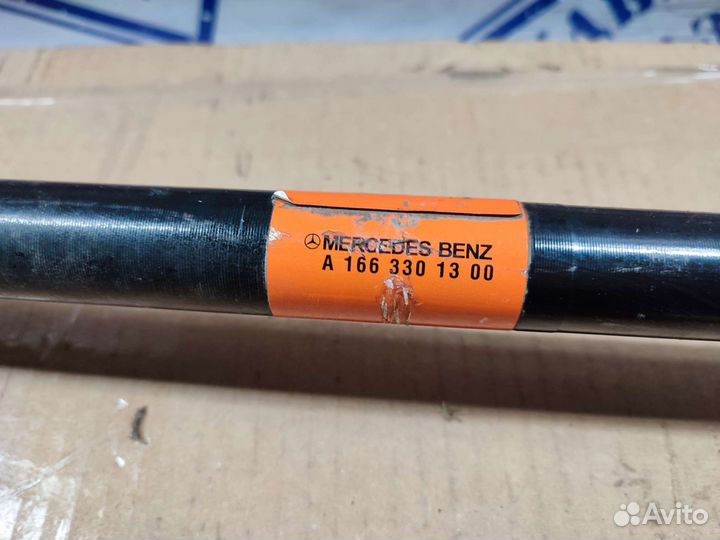 MERCEDES BENZ
A 166 330 13 00
Avito